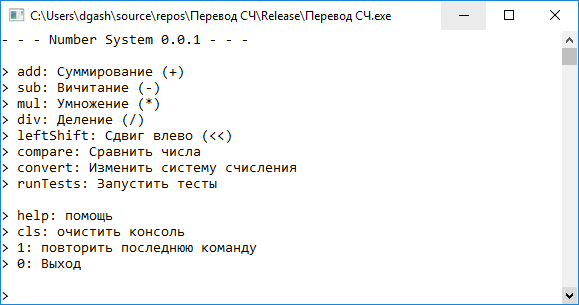 C:\Users\dgash\source\repos\Перевод СЧ\Release\Перевод СЧ.exe
- - - Number System 0.0.1 - - -
> add: Суммирование (+)
> sub: Вичитание (-)
> mul: Умножение (*)
> div: Деление (/)
> leftShift: Сдвиг влево (<<)
> compare: Сравнить числа
> convert: Изменить систему счисления
> runTests: Запустить тесты
> help: помощь
> cls: очистить консоль
> 1: повторить последнюю команду
> 0: Выход
>